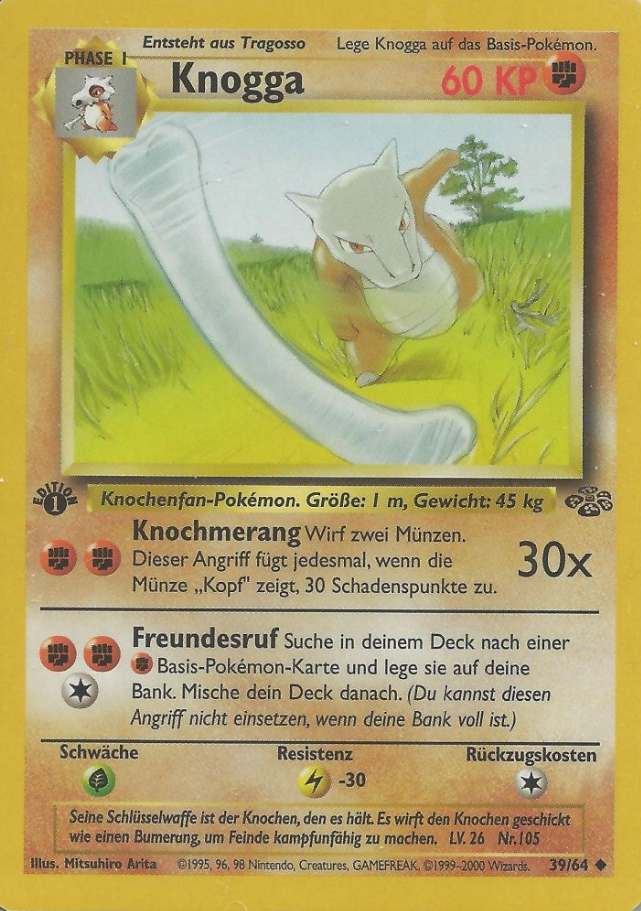 Entsteht aus Tragosso Lege Knogga auf das Basis-Pokémon.
PHASE 1
Knogga 60 KP
EDITION
1
Knochenfan-Pokémon. Größe: 1 m, Gewicht: 45 kg
Knochmerang Wirf zwei Münzen.
Dieser Angriff fügt jedesmal, wenn die
Münze „Kopf" zeigt, 30 Schadenspunkte zu.
30x
Freundesruf Suche in deinem Deck nach einer
Basis-Pokémon-Karte und lege sie auf deine
Bank. Mische dein Deck danach. (Du kannst diesen
Angriff nicht einsetzen, wenn deine Bank voll ist.)
Schwäche Resistenz Rückzugskosten
-30
Seine Schlüsselwaffe ist der Knochen, den es hält. Es wirft den Knochen geschickt
wie einen Bumerang, um Feinde kampfunfähig zu machen. LV. 26 Nr. 105
Illus. Mitsuhiro Arita ©1995, 96, 98 Nintendo, Creatures, GAMEFREAK. ©1999-2000 Wizards. 39/64